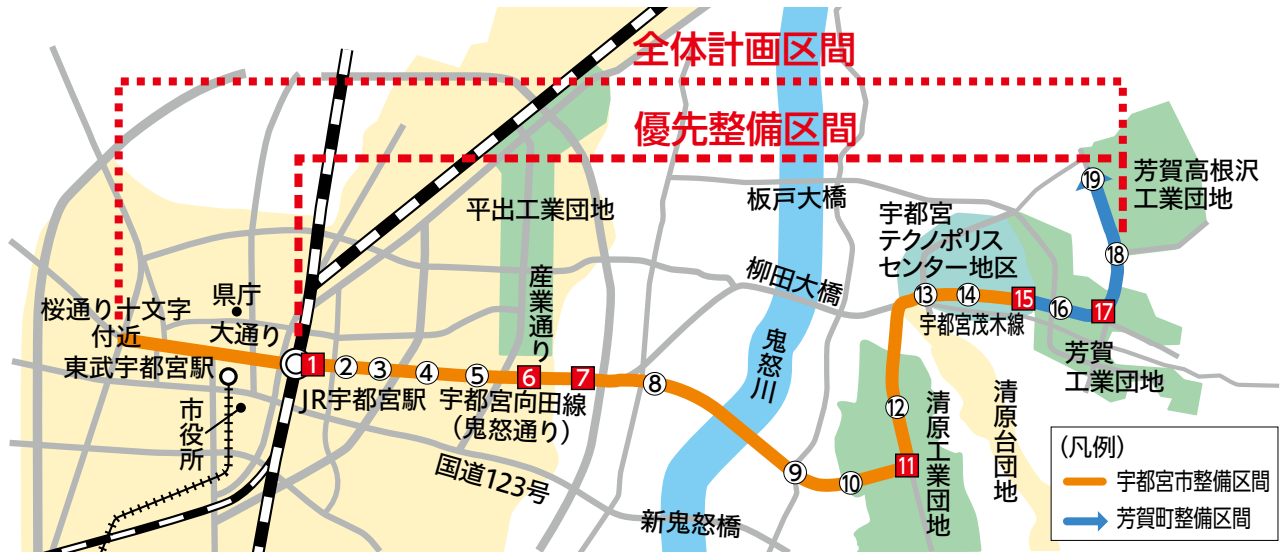 全体計画区間
優先整備区間
芳賀高根沢
工業団地
平出工業団地
板戸大橋
宇都宮
テクノポリス
センター地区
柳田大橋
産業通り
県庁
大通り
桜通り十文字
付近
東武宇都宮駅
市役所
JR宇都宮駅
宇都宮向田線
(鬼怒通り)
国道123号
鬼怒川
新鬼怒橋
清原工業団地
清原台団地
宇都宮茂木線
芳賀
工業団地
1
②
③
④
⑤
6
7
⑧
⑨
⑩
11
⑫
⑬
⑭
15
⑯
17
⑱
⑲
(凡例)
宇都宮市整備区間
芳賀町整備区間